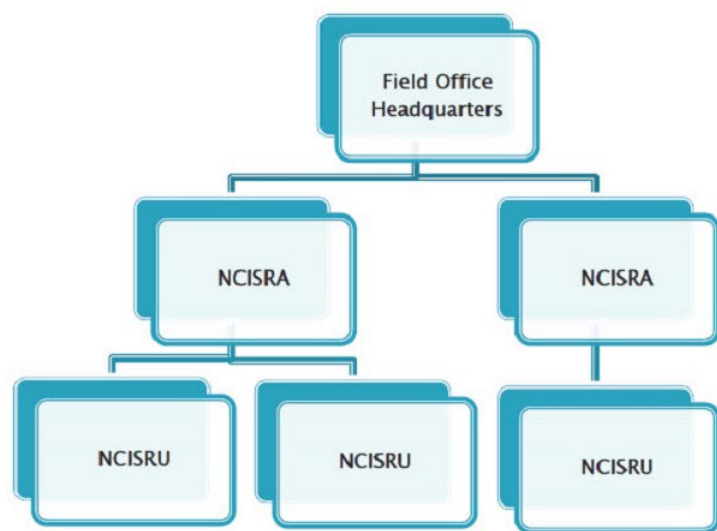 Field Office
Headquarters
NCISRA
NCISRA
NCISRU
NCISRU
NCISRU